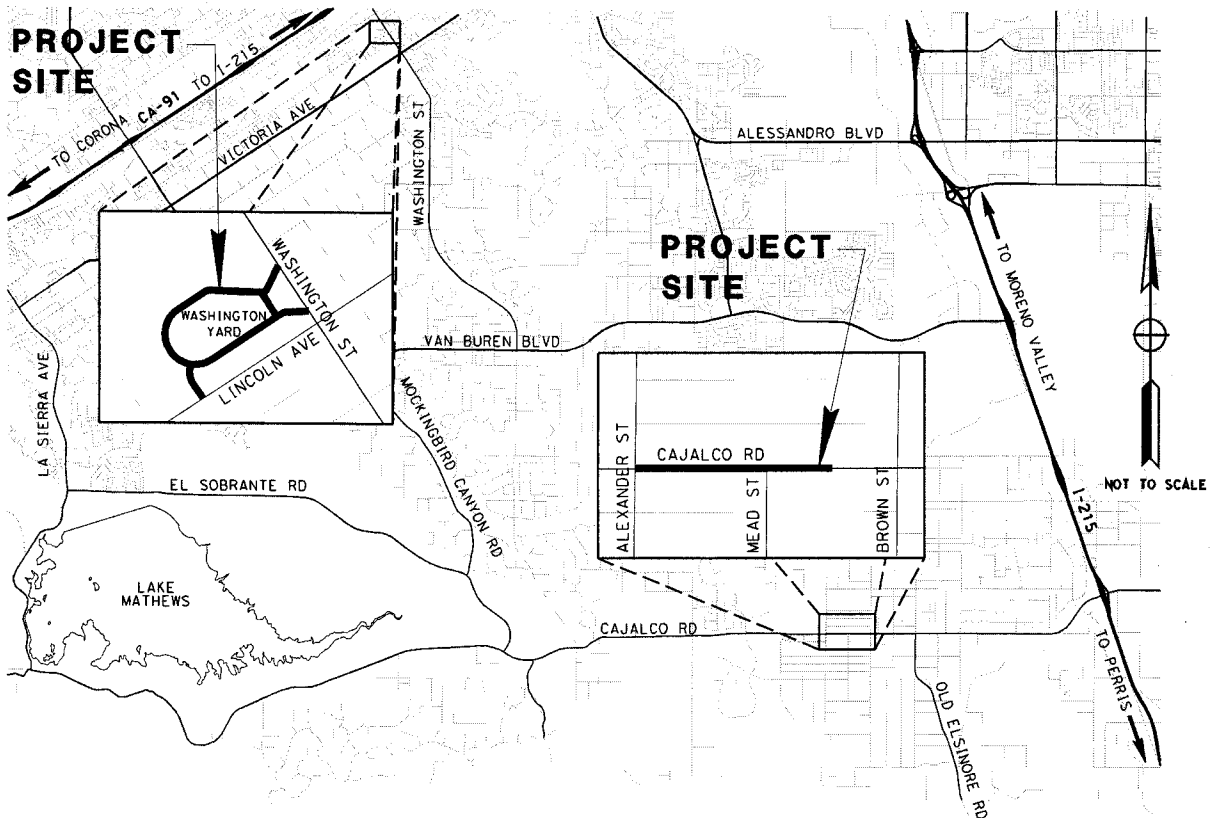 PROJECT
SITE
TO CORONA CA-91 TO I-215
VICTORIA AVE
WASHINGTON ST
ALESSANDRO BLVD
PROJECT
SITE
TO MORENO VALLEY
WASHINGTON ST
WASHINGTON
YARD
LINCOLN AVE
VAN BUREN BLVD
LA SIERRA AVE
MOCKINGBIRD CANYON RD
ALEXANDER ST
CAJALCO RD
MEAD ST
BROWN ST
I-215
NOT TO SCALE
EL SOBRANTE RD
LAKE
MATHEWS
CAJALCO RD
OLD ELSINORE RD
TO PERRIS